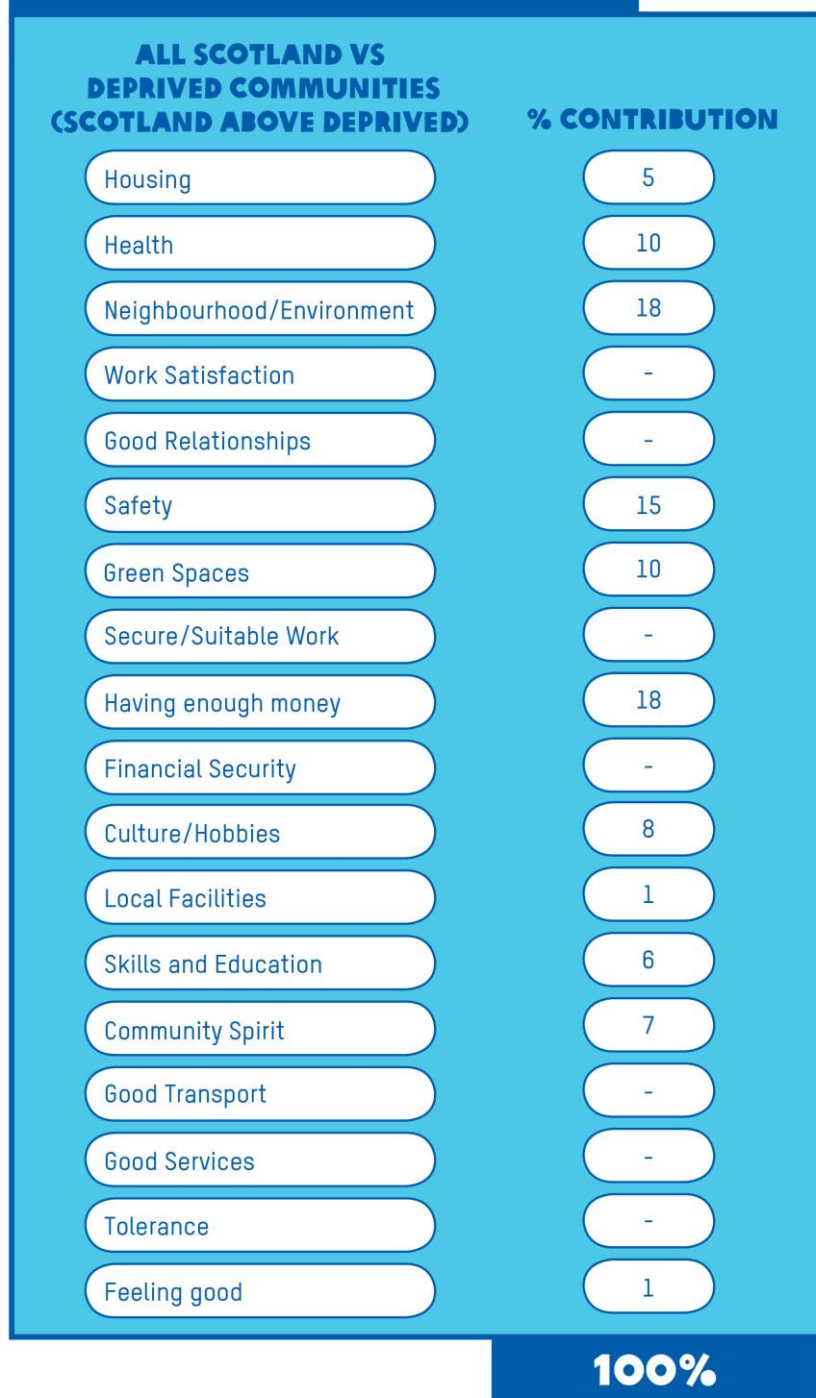 ALL SCOTLAND VS
DEPRIVED COMMUNITIES
(SCOTLAND ABOVE DEPRIVED) % CONTRIBUTION
Housing 5
Health 10
Neighbourhood/Environment 18
Work Satisfaction -
Good Relationships -
Safety 15
Green Spaces 10
Secure/Suitable Work -
Having enough money 18
Financial Security -
Culture/Hobbies 8
Local Facilities 1
Skills and Education 6
Community Spirit 7
Good Transport -
Good Services -
Tolerance -
Feeling good 1
100%